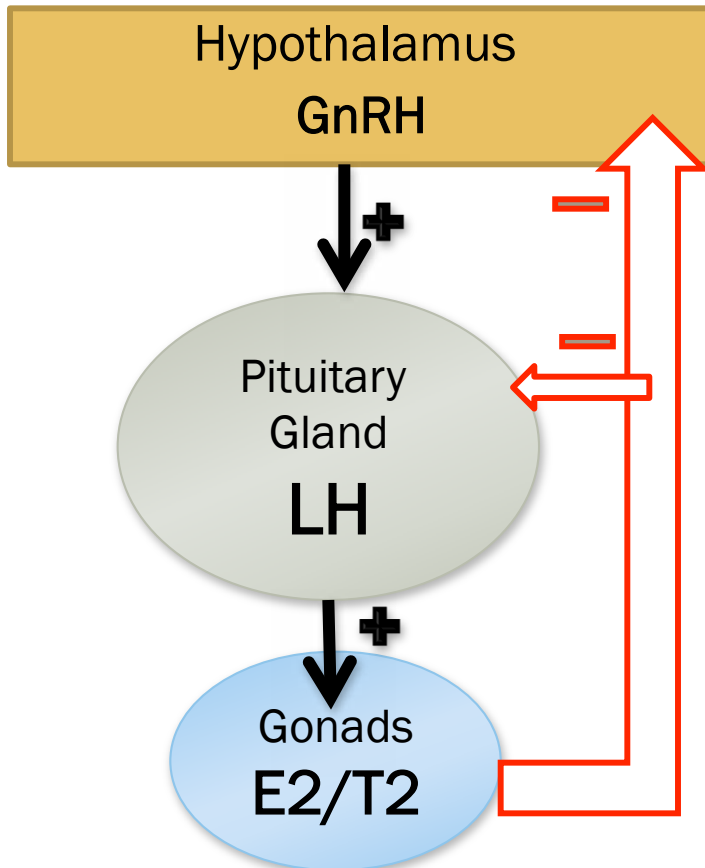 Hypothalamus
GnRH
+
Pituitary
Gland
LH
+
Gonads
E2/T2